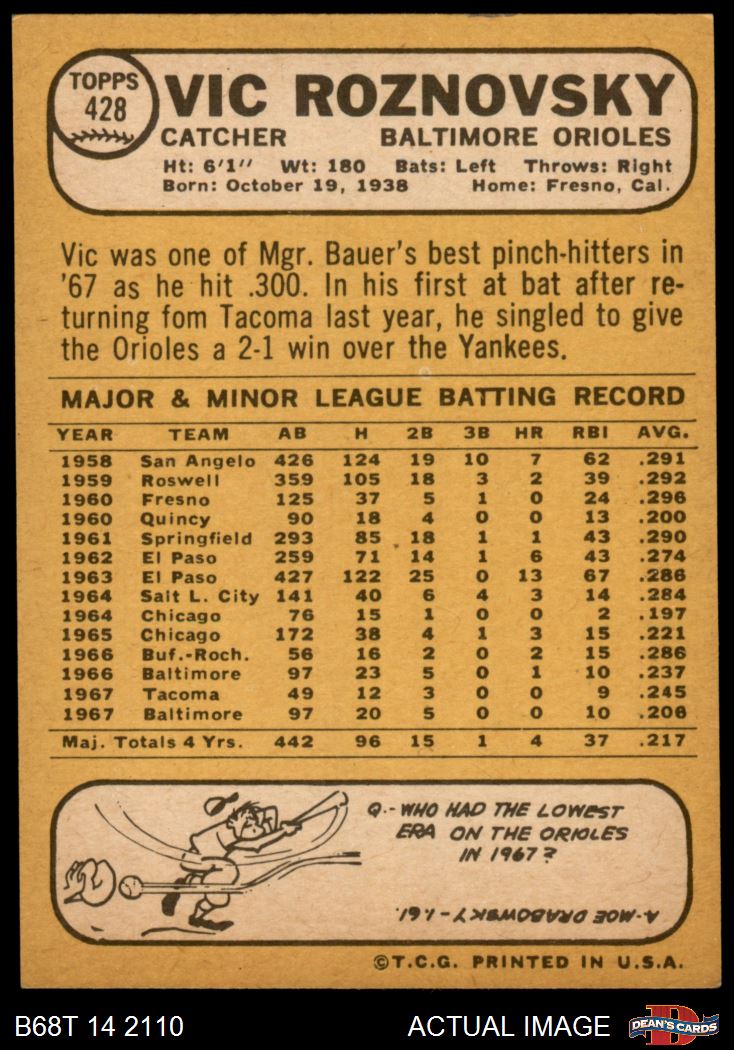 TOPPS
428
VIC ROZNOVSKY
CATCHER BALTIMORE ORIOLES
Ht: 6'1" Wt: 180 Bats: Left Throws: Right
Born: October 19, 1938 Home: Fresno, Cal.
Vic was one of Mgr. Bauer's best pinch-hitters in
'67 as he hit .300. In his first at bat after re-
turning fom Tacoma last year, he singled to give
the Orioles a 2-1 win over the Yankees.
MAJOR & MINOR LEAGUE BATTING RECORD
YEAR TEAM AB H 2B 3B HR RBI AVG.
1958 San Angelo 426 124 19 10 7 62 .291
1959 Roswell 359 105 18 3 2 39 .292
1960 Fresno 125 37 5 1 0 24 .296
1960 Quincy 90 18 4 0 0 13 .200
1961 Springfield 293 85 18 1 1 43 .290
1962 El Paso 259 71 14 1 6 43 .274
1963 El Paso 427 122 25 0 13 67 .286
1964 Salt L. City 141 40 6 4 3 14 .284
1964 Chicago 76 15 1 0 0 2 .197
1965 Chicago 172 38 4 1 3 15 .221
1966 Buf.-Roch. 56 16 2 0 2 15 .286
1966 Baltimore 97 23 5 0 1 10 .237
1967 Tacoma 49 12 3 0 0 9 .245
1967 Baltimore 97 20 5 0 0 10 .206
Maj. Totals 4 Yrs. 442 96 15 1 4 37 .217
Q.- WHO HAD THE LOWEST
ERA ON THE ORIOLES
IN 1967?
A- MOE DRABOWSKY - 1.61.
©T.C.G. PRINTED IN U.S.A.
B68T 14 2110 ACTUAL IMAGE
D
DEAN'S CARDS